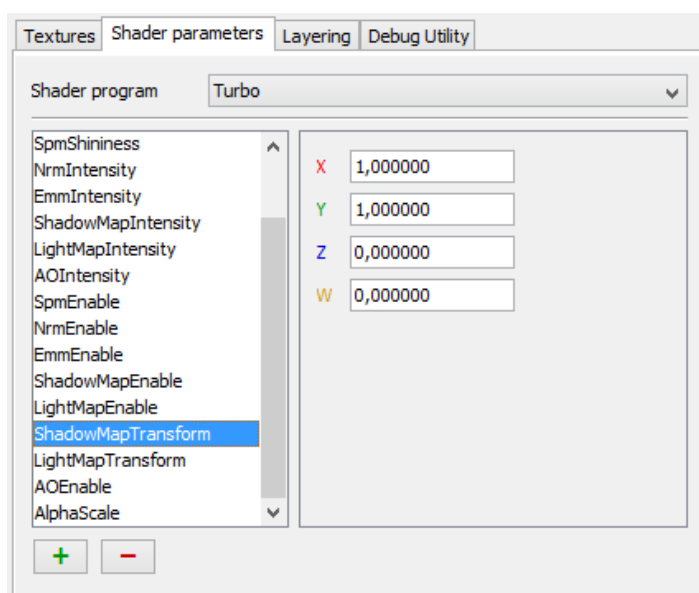 Textures Shader parameters Layering Debug Utility
Shader program Turbo
SpmShininess
NrmIntensity
EmmIntensity
ShadowMapIntensity
LightMapIntensity
AOIntensity
SpmEnable
NrmEnable
EmmEnable
ShadowMapEnable
LightMapEnable
ShadowMapTransform
LightMapTransform
AOEnable
AlphaScale
X 1,000000
Y 1,000000
Z 0,000000
W 0,000000